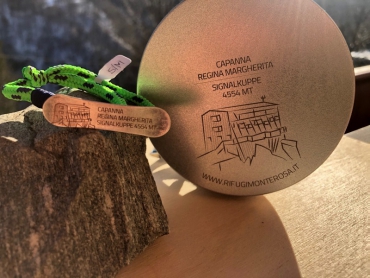 CAPANNA
REGINA MARGHERITA
SIGNALKUPPE 4554 MT
CAPANNA
REGINA MARGHERITA
SIGNALKUPPE
4554 MT
WWW.RIFUGIMONTEROSA.IT